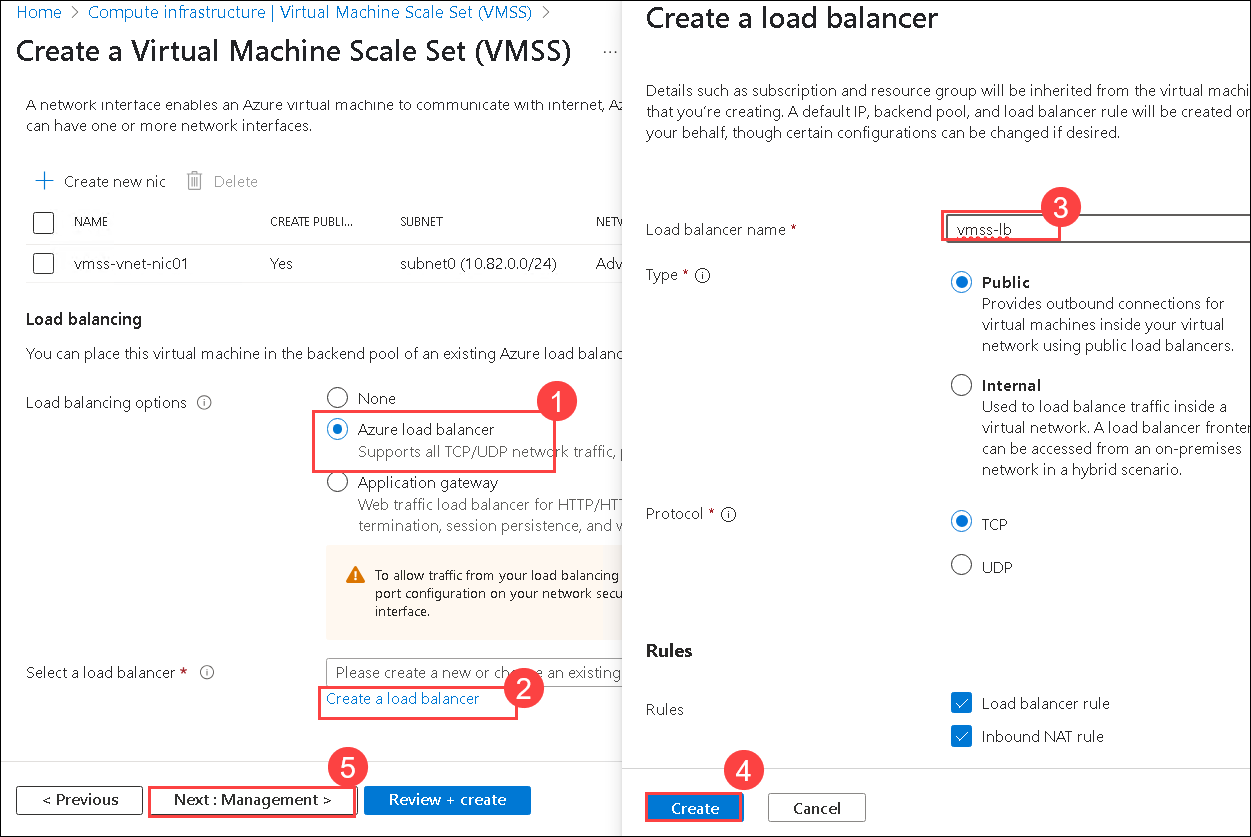 Home > Compute infrastructure | Virtual Machine Scale Set (VMSS) >
Create a Virtual Machine Scale Set (VMSS) ...
A network interface enables an Azure virtual machine to communicate with internet,
can have one or more network interfaces.
Create new nic Delete
NAME CREATE PUBLI... SUBNET
vmss-vnet-nic01 Yes subnet0 (10.82.0.0/24) Adv
Load balancing
You can place this virtual machine in the backend pool of an existing Azure load balanc
Load balancing options
None
1
Azure load balancer
Supports all TCP/UDP network traffic,
Application gateway
Web traffic load balancer for HTTP/HT
termination, session persistence, and
To allow traffic from your load balancing
port configuration on your network secu
interface.
Select a load balancer *
Please create a new or choose an existing
2
Create a load balancer
5
< Previous
Next : Management >
Review + create
Create a load balancer
Details such as subscription and resource group will be inherited from the virtual machi
that you're creating. A default IP, backend pool, and load balancer rule will be created
your behalf, though certain configurations can be changed if desired.
3
Load balancer name * vmss-lb
Type *
Public
Provides outbound connections for
virtual machines inside your virtual
network using public load balancers.
Internal
Used to load balance traffic inside a
virtual network. A load balancer fronte
can be accessed from an on-premises
network in a hybrid scenario.
Protocol *
TCP
UDP
Rules
Rules
Load balancer rule
Inbound NAT rule
4
Create
Cancel